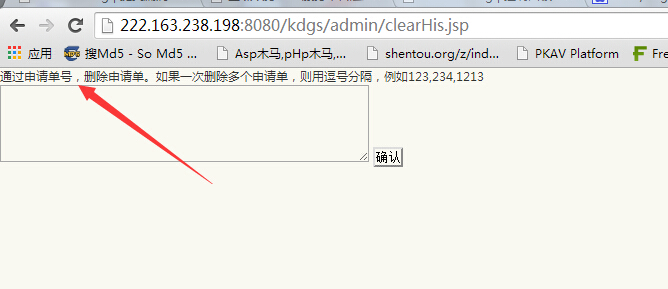 222.163.238.198:8080/kdgs/admin/clearHis.jsp
应用 搜Md5 - So Md5 ... Asp木马,pHp木马,... shentou.org/z/ind... PKAV Platform Fre
通过申请单号，删除申请单。如果一次删除多个申请单，则用逗号分隔，例如123,234,1213
确认